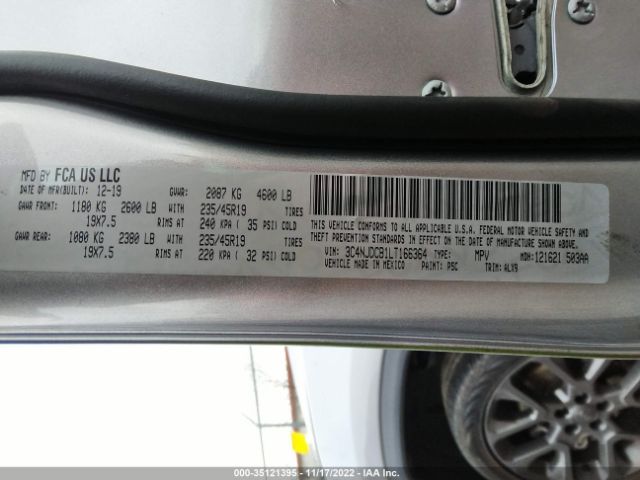 MFD BY FCA US LLC
DATE OF MFR(BUILT): 12-19 GVWR: 2087 KG 4600 LB
GAWR FRONT: 1180 KG 2600 LB WITH 235/45R19 TIRES
19X7.5 RIMS AT 240 KPA ( 35 PSI) COLD
GAWR REAR: 1080 KG 2380 LB WITH 235/45R19 TIRES
19X7.5 RIMS AT 220 KPA ( 32 PSI) COLD
THIS VEHICLE CONFORMS TO ALL APPLICABLE U.S.A. FEDERAL MOTOR VEHICLE SAFETY AND
THEFT PREVENTION STANDARDS IN EFFECT ON THE DATE OF MANUFACTURE SHOWN ABOVE.
VIN: 3C4NJDCB1LT166364 TYPE: MPV MDH: 121621 503AA
VEHICLE MADE IN MEXICO PAINT: PSC TRIM: ALX9
000-35121395 - 11/17/2022 - IAA Inc.